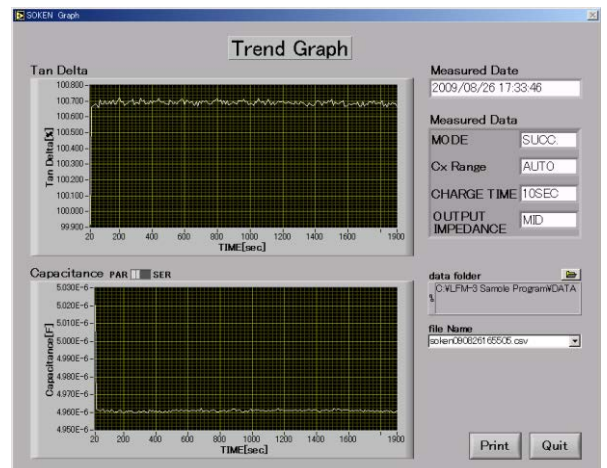 SOKEN Graph
Trend Graph
Tan Delta
100.800
100.700
100.600
100.500
100.400
100.300
100.200
100.100
100.000
99.900
Tan Delta[%]
20 200 400 600 800 1000 1200 1400 1600 1900
TIME[sec]
Capacitance PAR SER
5.030E-6
5.020E-6
5.010E-6
5.000E-6
4.990E-6
4.980E-6
4.970E-6
4.960E-6
4.950E-6
Capacitance[F]
20 200 400 600 800 1000 1200 1400 1600 1900
TIME[sec]
Measured Date
2009/08/26 17:33:46
Measured Data
MODE SUCC.
Cx Range AUTO
CHARGE TIME 10SEC
OUTPUT
IMPEDANCE MID
data folder
C:¥LFM-3 Sample Program¥DATA
file Name
soken090826165505.csv
Print Quit